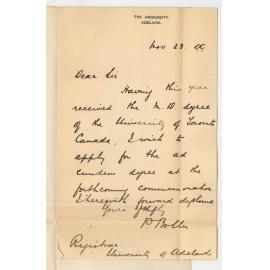 THE UNIVERSITY,
ADELAIDE.
Nov 23. 99
Dear Sir
Having this year
received the M.D. degree
of the University of Toronto
Canada, I wish to
apply for the ad
eundem degree at the
forthcoming commemoration
I herewith forward diploma
Yours
Registrar
University of Adelaide